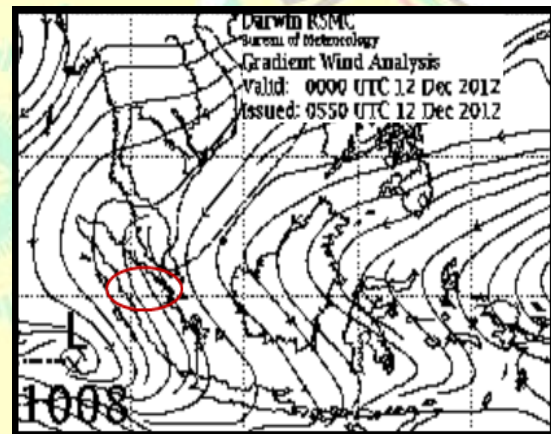 Darwin RSMC
Bureau of Meteorology
Gradient Wind Analysis
Valid: 0000 UTC 12 Dec 2012
Issued: 0550 UTC 12 Dec 2012
L
1008